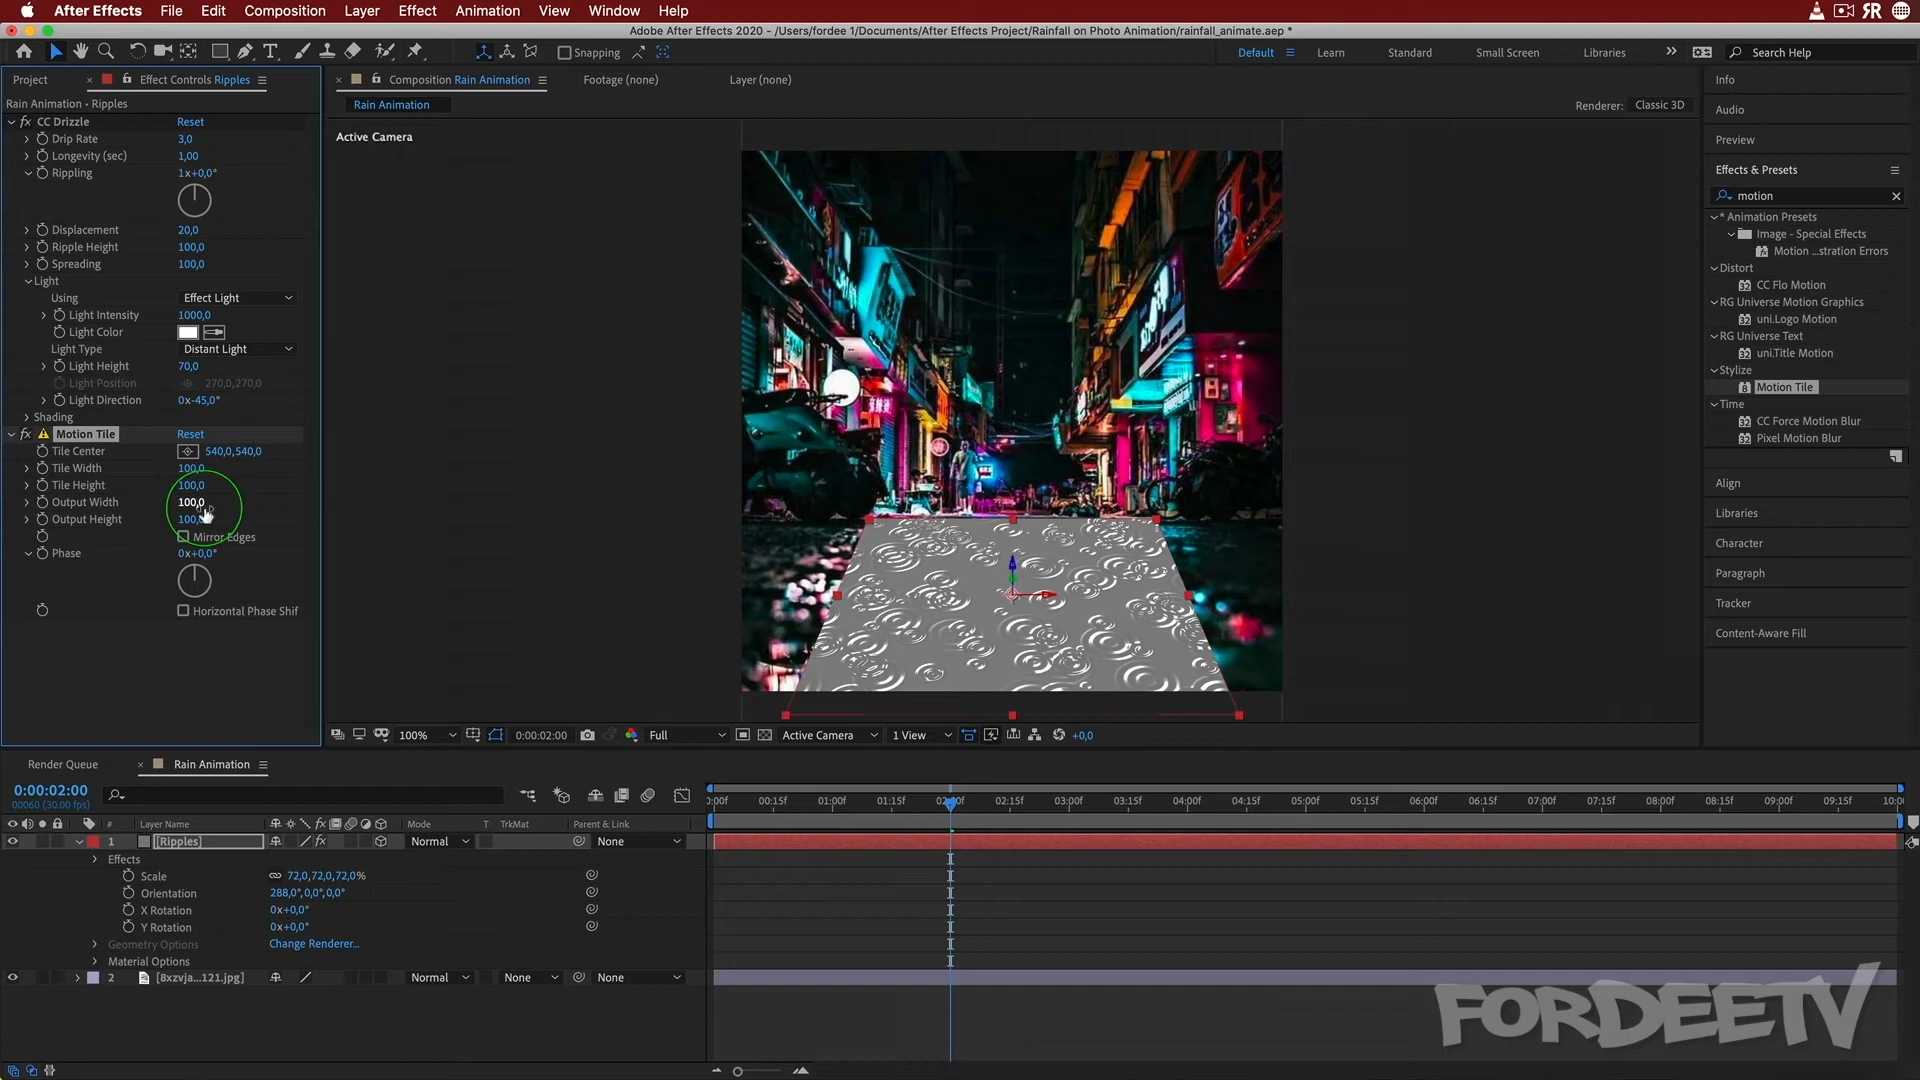 After Effects File Edit Composition Layer Effect Animation View Window Help
Adobe After Effects 2020 - /Users/fordee 1/Documents/After Effects Project/Rainfall on Photo Animation/rainfall_animate.aep *
Snapping
Default Learn Standard Small Screen Libraries Search Help
Project Effect Controls Ripples
Composition Rain Animation Footage (none) Layer (none)
Rain Animation • Ripples
Rain Animation
Renderer: Classic 3D
Active Camera
fx CC Drizzle Reset
Drip Rate 3,0
Longevity (sec) 1,00
Rippling 1x+0,0°
Displacement 20,0
Ripple Height 100,0
Spreading 100,0
Light
Using Effect Light
Light Intensity 1000,0
Light Color
Light Type Distant Light
Light Height 70,0
Light Position 270,0,270,0
Light Direction 0x-45,0°
Shading
fx Motion Tile Reset
Tile Center 540,0,540,0
Tile Width 100,0
Tile Height 100,0
Output Width 100,0
Output Height 100,0
Mirror Edges
Phase 0x+0,0°
Horizontal Phase Shif
Info
Audio
Preview
Effects & Presets
motion
* Animation Presets
Image - Special Effects
Motion ...stration Errors
Distort
CC Flo Motion
RG Universe Motion Graphics
uni.Logo Motion
RG Universe Text
uni.Title Motion
Stylize
Motion Tile
Time
CC Force Motion Blur
Pixel Motion Blur
Align
Libraries
Character
Paragraph
Tracker
Content-Aware Fill
100% 0:00:02:00 Full Active Camera 1 View +0,0
Render Queue Rain Animation
0:00:02:00
00060 (30.00 fps)
0:00f 00:15f 01:00f 01:15f 02:00f 02:15f 03:00f 03:15f 04:00f 04:15f 05:00f 05:15f 06:00f 06:15f 07:00f 07:15f 08:00f 08:15f 09:00f 09:15f 10:0
# Layer Name fx Mode T TrkMat Parent & Link
1 [Ripples] fx Normal None
Effects
Scale 72,0,72,0,72,0%
Orientation 288,0°,0,0°,0,0°
X Rotation 0x+0,0°
Y Rotation 0x+0,0°
Geometry Options Change Renderer...
Material Options
2 [8xzvja...121.jpg] Normal None None
FORDEETV